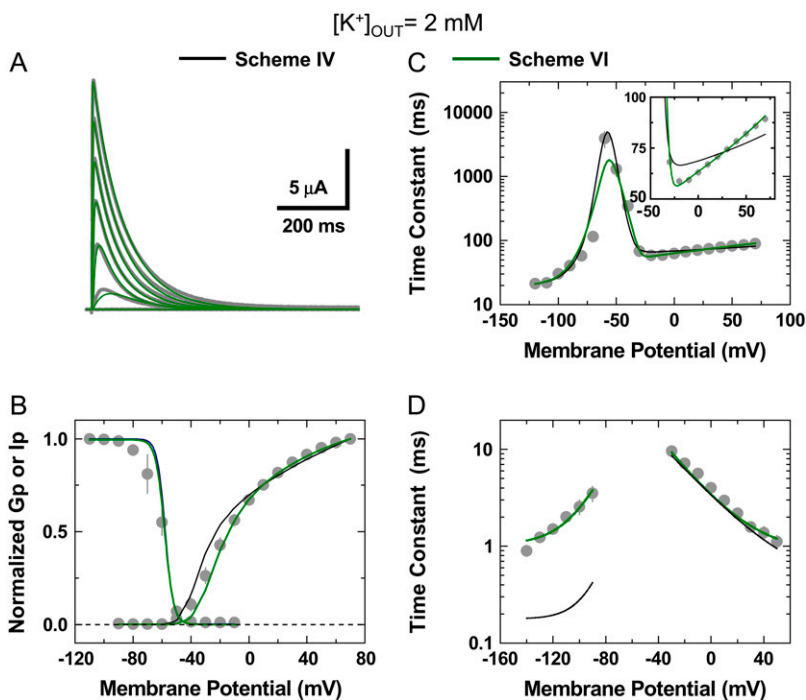 [K⁺]OUT= 2 mM
A
Scheme IV
C
Scheme VI
5 μA
200 ms
Time Constant (ms)
10000
1000
100
10
-150
-100
-50
0
50
100
Membrane Potential (mV)
100
75
50
-50
0
50
B
Normalized Gp or Ip
1.0
0.5
0.0
-120
-80
-40
0
40
80
Membrane Potential (mV)
D
Time Constant (ms)
10
1
0.1
-160
-120
-80
-40
0
40
Membrane Potential (mV)